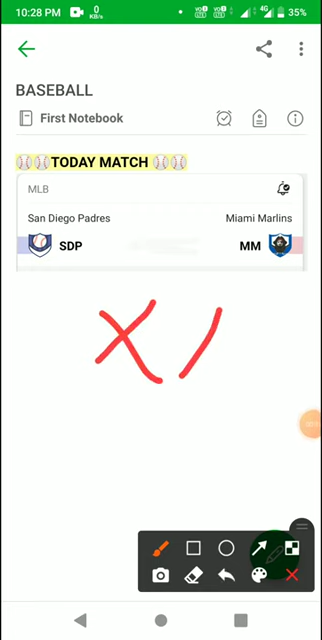 10:28 PM 0 KB/s 4G 35%
BASEBALL
First Notebook
TODAY MATCH
MLB
San Diego Padres Miami Marlins
SDP MM
X/